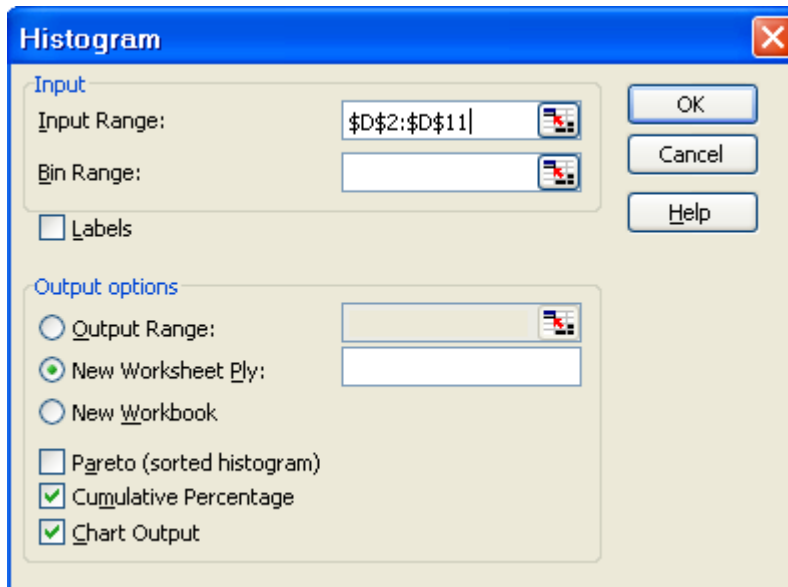 Histogram
Input
Input Range: $D$2:$D$11
Bin Range:
Labels
OK
Cancel
Help
Output options
Output Range:
New Worksheet Ply:
New Workbook
Pareto (sorted histogram)
Cumulative Percentage
Chart Output